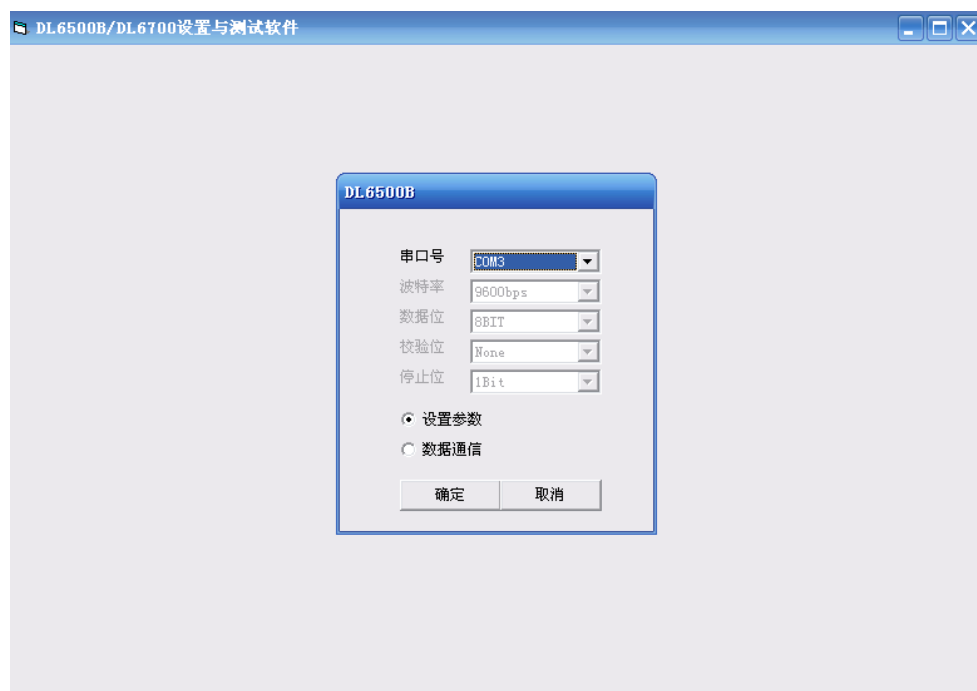 DL6500B/DL6700设置与测试软件
DL6500B
串口号 COM3
波特率 9600bps
数据位 8BIT
校验位 None
停止位 1Bit
设置参数
数据通信
确定 取消